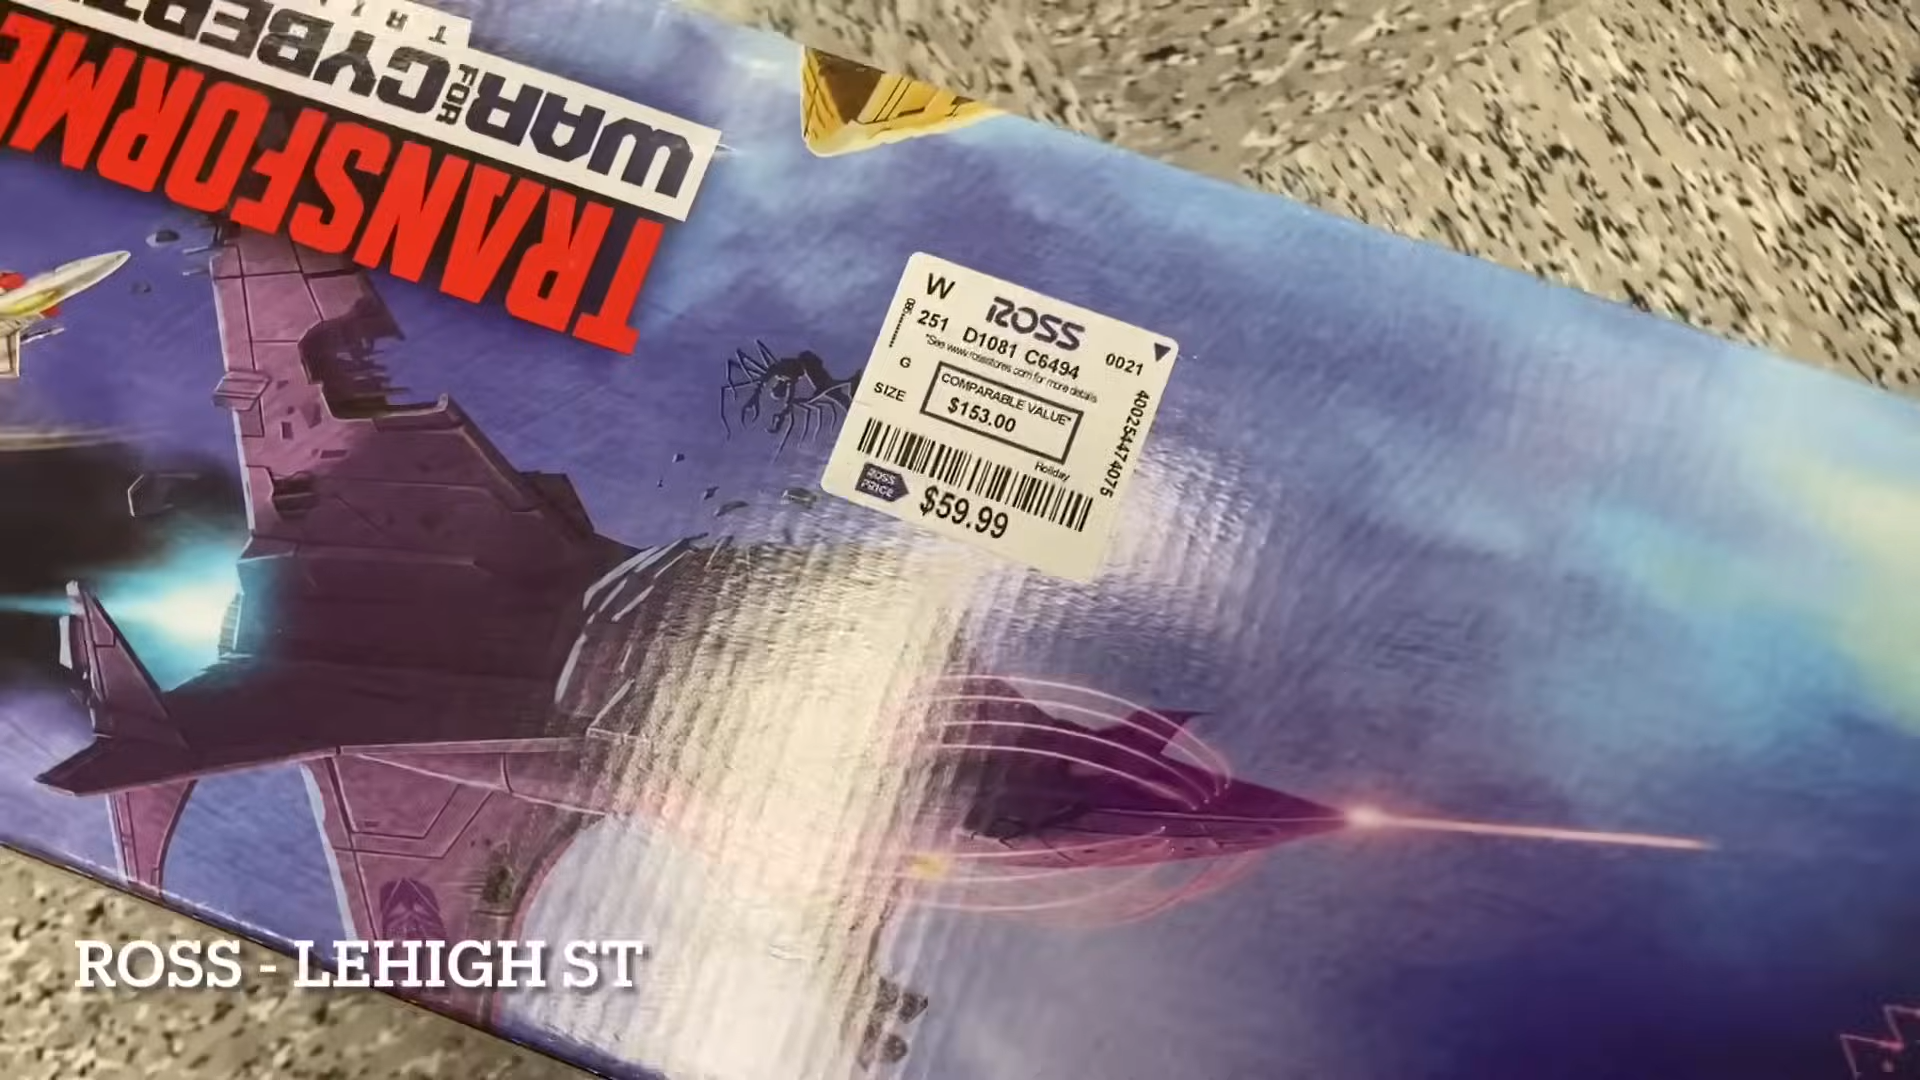 TRANSFORME
WAR FOR CYBERT
TRI
W
ROSS
251 D1081 C6494 0021
*See www.rossstores.com for more details
G
COMPARABLE VALUE*
SIZE
$153.00
400254474075
Holiday
ROSS PRICE
$59.99
ROSS - LEHIGH ST